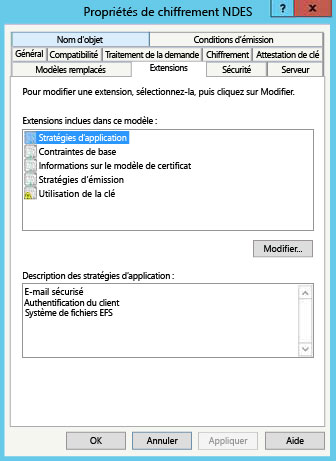 Propriétés de chiffrement NDES
?
Nom d'objet
Conditions d'émission
Général
Compatibilité
Traitement de la demande
Chiffrement
Attestation de clé
Modèles remplacés
Extensions
Sécurité
Serveur
Pour modifier une extension, sélectionnez-la, puis cliquez sur Modifier.
Extensions inclues dans ce modèle :
Stratégies d'application
Contraintes de base
Informations sur le modèle de certificat
Stratégies d'émission
Utilisation de la clé
Modifier...
Description des stratégies d'application :
E-mail sécurisé
Authentification du client
Système de fichiers EFS
OK
Annuler
Appliquer
Aide